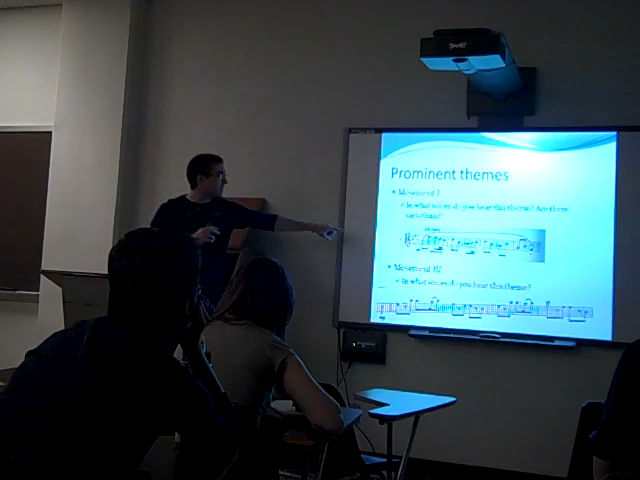 SMART
Prominent themes
Movement I
In what voices do you hear this theme? Are there
variations?
Movement III
In what voices do you hear this theme?